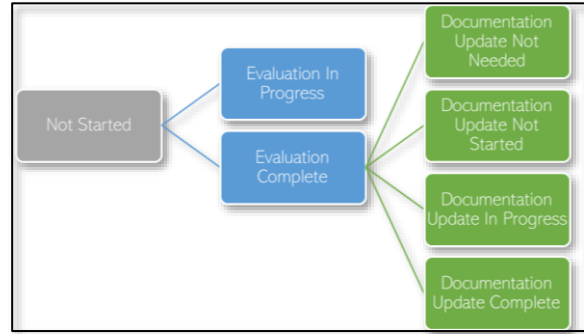 Not Started
Evaluation In
Progress
Evaluation
Complete
Documentation
Update Not
Needed
Documentation
Update Not
Started
Documentation
Update In Progress
Documentation
Update Complete